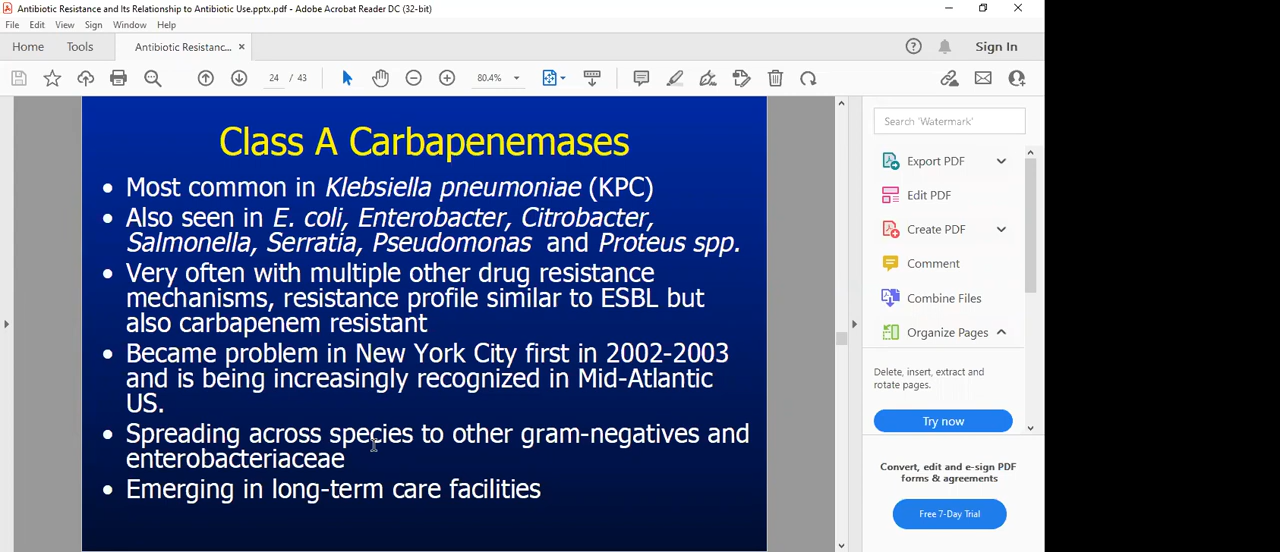 Antibiotic Resistance and Its Relationship to Antibiotic Use.pptx.pdf - Adobe Acrobat Reader DC (32-bit)
File Edit View Sign Window Help
Home Tools Antibiotic Resistanc... × ? Sign In
24 / 43 80.4%
Class A Carbapenemases
• Most common in Klebsiella pneumoniae (KPC)
• Also seen in E. coli, Enterobacter, Citrobacter,
Salmonella, Serratia, Pseudomonas and Proteus spp.
• Very often with multiple other drug resistance
mechanisms, resistance profile similar to ESBL but
also carbapenem resistant
• Became problem in New York City first in 2002-2003
and is being increasingly recognized in Mid-Atlantic
US.
• Spreading across species to other gram-negatives and
enterobacteriaceae
• Emerging in long-term care facilities
Search 'Watermark'
Export PDF
Edit PDF
Create PDF
Comment
Combine Files
Organize Pages
Delete, insert, extract and
rotate pages.
Try now
Convert, edit and e-sign PDF
forms & agreements
Free 7-Day Trial